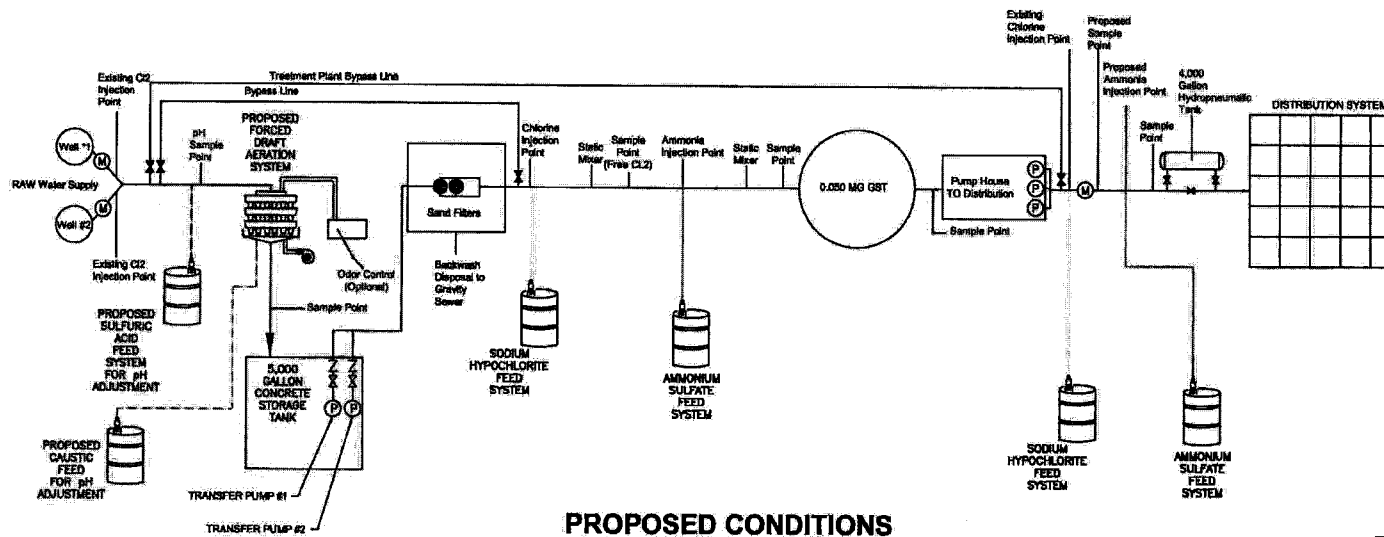 Existing Cl2
Injection
Point
Treatment Plant Bypass Line
Bypass Line
pH
Sample
Point
PROPOSED
FORCED
DRAFT
AERATION
SYSTEM
Well #1
M
RAW Water Supply
Well #2
M
Existing Cl2
Injection Point
PROPOSED
SULFURIC
ACID
FEED
SYSTEM
FOR pH
ADJUSTMENT
PROPOSED
CAUSTIC
FEED
FOR pH
ADJUSTMENT
Odor Control
(Optional)
Sample Point
5,000
GALLON
CONCRETE
STORAGE
TANK
P
P
TRANSFER PUMP #1
TRANSFER PUMP #2
Sand Filters
Backwash
Disposal to
Gravity
Sewer
Chlorine
Injection
Point
SODIUM
HYPOCHLORITE
FEED
SYSTEM
Static
Mixer
Sample
Point
(Free CL2)
Ammonia
Injection Point
AMMONIUM
SULFATE
FEED
SYSTEM
Static
Mixer
Sample
Point
0.050 MG GST
Pump House
TO Distribution
P
P
P
Sample Point
Existing
Chlorine
Injection Point
M
Proposed
Sample
Point
Proposed
Ammonia
Injection Point
Sample
Point
4,000
Gallon
Hydropneumatic
Tank
DISTRIBUTION SYSTEM
SODIUM
HYPOCHLORITE
FEED
SYSTEM
AMMONIUM
SULFATE
FEED
SYSTEM
PROPOSED CONDITIONS